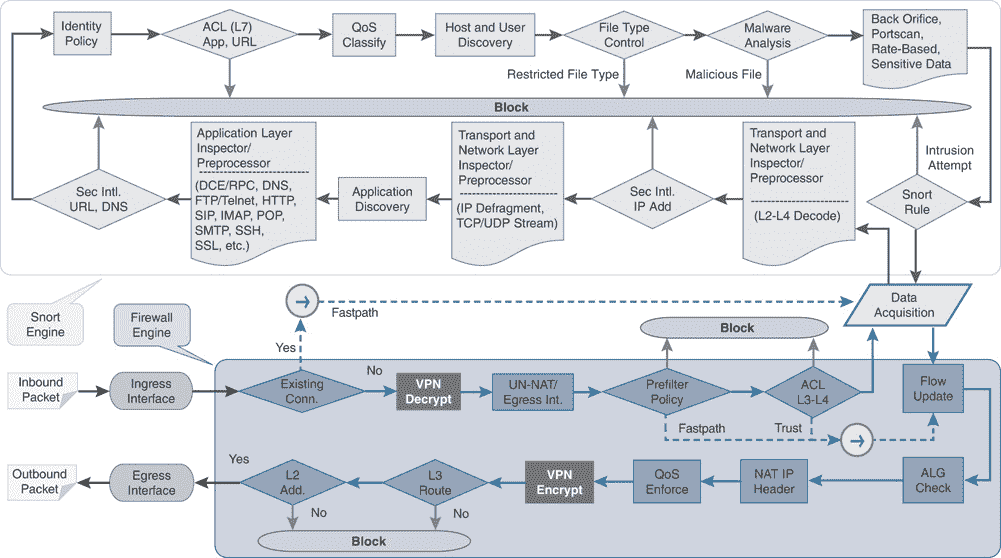 Identity
Policy
ACL (L7)
App, URL
QoS
Classify
Host and User
Discovery
File Type
Control
Malware
Analysis
Back Orifice,
Portscan,
Rate-Based,
Sensitive Data
Restricted File Type
Malicious File
Block
Sec Intl.
URL, DNS
Application Layer
Inspector/
Preprocessor
(DCE/RPC, DNS,
FTP/Telnet, HTTP,
SIP, IMAP, POP,
SMTP, SSH,
SSL, etc.)
Application
Discovery
Transport and
Network Layer
Inspector/
Preprocessor
(IP Defragment,
TCP/UDP Stream)
Sec Intl.
IP Add
Transport and
Network Layer
Inspector/
Preprocessor
(L2-L4 Decode)
Intrusion
Attempt
Snort
Rule
Snort
Engine
Firewall
Engine
Fastpath
Yes
Block
Data
Acquisition
Inbound
Packet
Ingress
Interface
Existing
Conn.
No
VPN
Decrypt
UN-NAT/
Egress Int.
Prefilter
Policy
ACL
L3-L4
Flow
Update
Fastpath
Trust
Outbound
Packet
Egress
Interface
Yes
L2
Add.
L3
Route
VPN
Encrypt
QoS
Enforce
NAT IP
Header
ALG
Check
No
No
Block